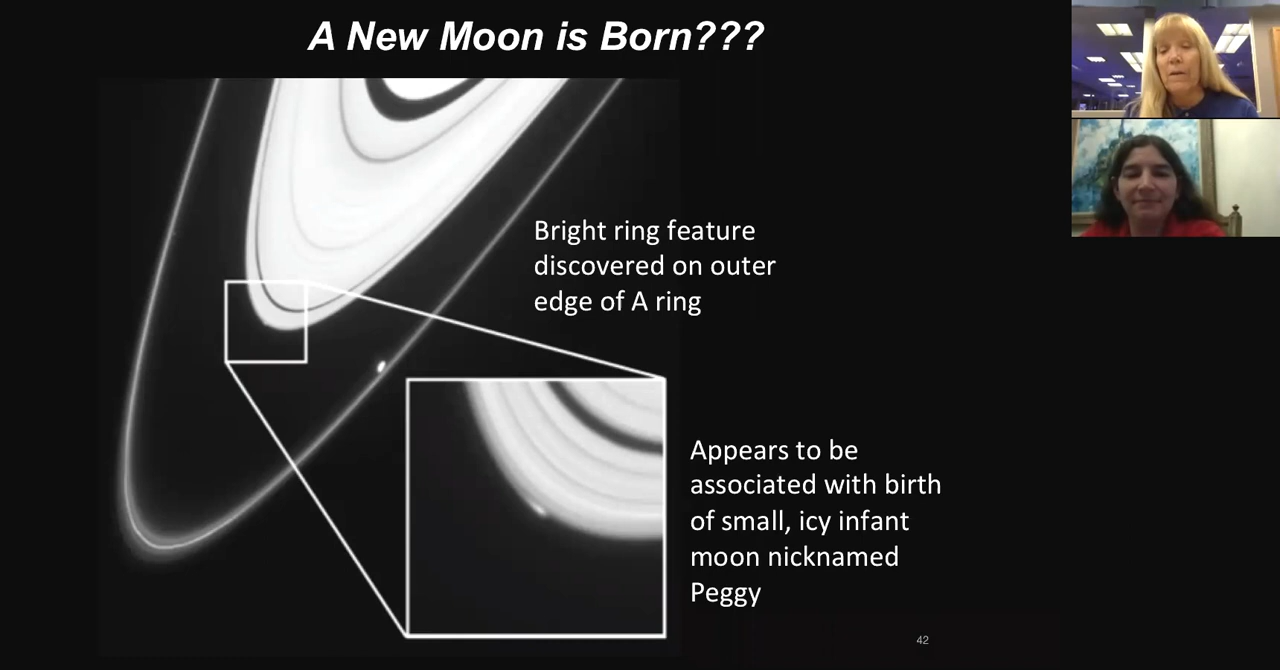 A New Moon is Born???
Bright ring feature
discovered on outer
edge of A ring
Appears to be
associated with birth
of small, icy infant
moon nicknamed
Peggy
42